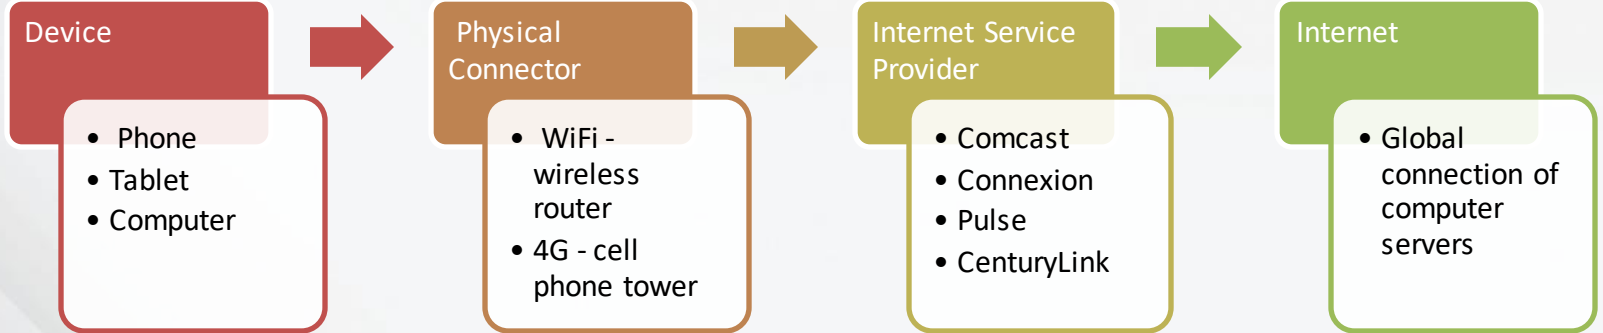 Device
• Phone
• Tablet
• Computer
Physical
Connector
• WiFi -
wireless
router
• 4G - cell
phone tower
Internet Service
Provider
• Comcast
• Connexion
• Pulse
• CenturyLink
Internet
• Global
connection of
computer
servers